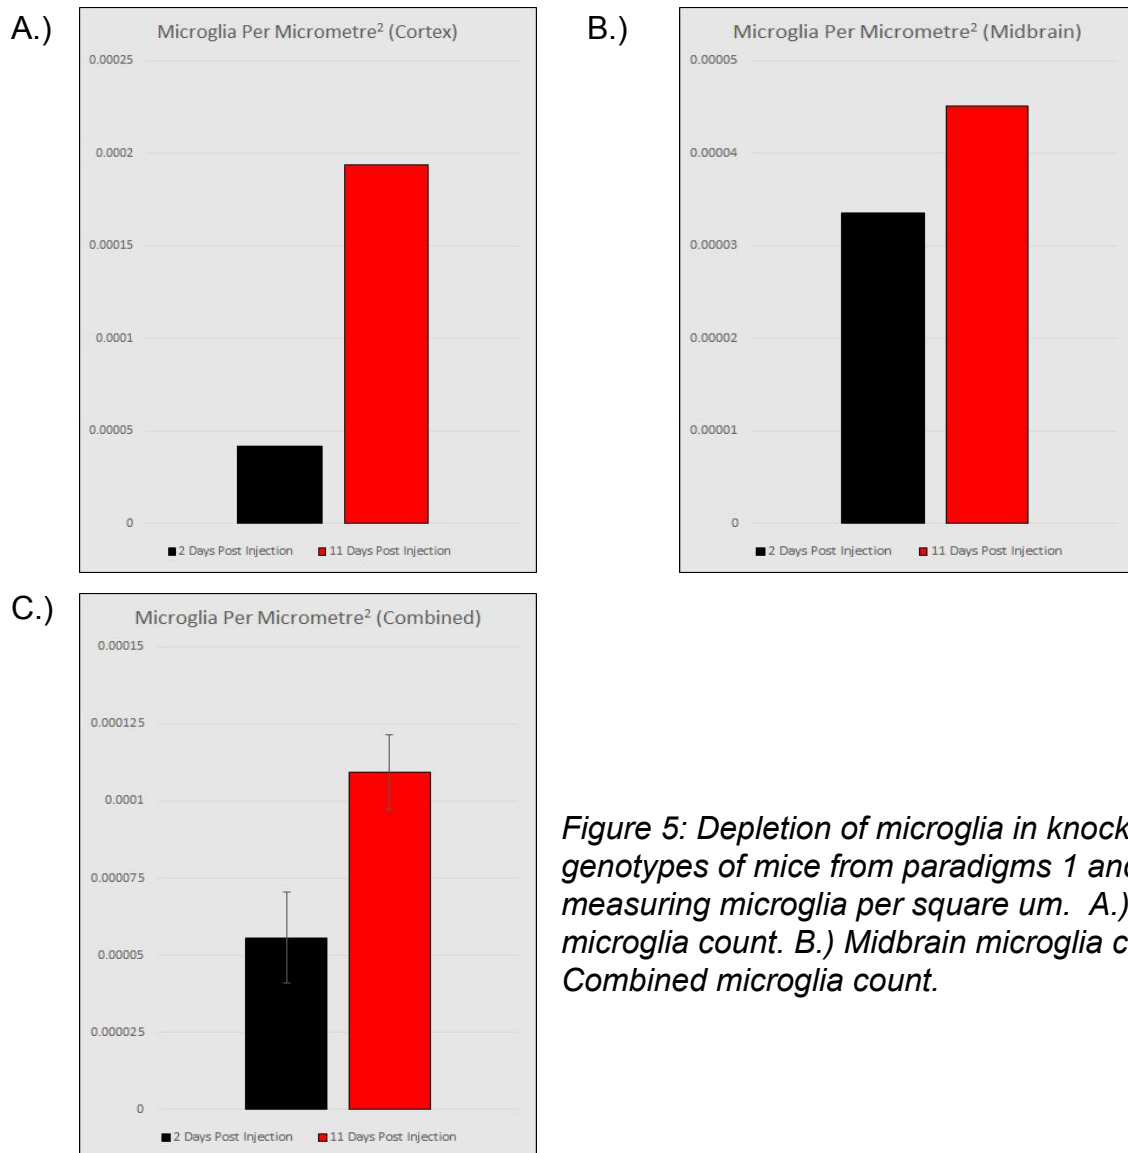 A.)
Microglia Per Micrometre² (Cortex)
0.00025
0.0002
0.00015
0.0001
0.00005
0
2 Days Post Injection 11 Days Post Injection
B.)
Microglia Per Micrometre² (Midbrain)
0.00005
0.00004
0.00003
0.00002
0.00001
0
2 Days Post Injection 11 Days Post Injection
C.)
Microglia Per Micrometre² (Combined)
0.00015
0.000125
0.0001
0.000075
0.00005
0.000025
0
2 Days Post Injection 11 Days Post Injection
Figure 5: Depletion of microglia in knock
genotypes of mice from paradigms 1 and
measuring microglia per square um. A.)
microglia count. B.) Midbrain microglia c
Combined microglia count.